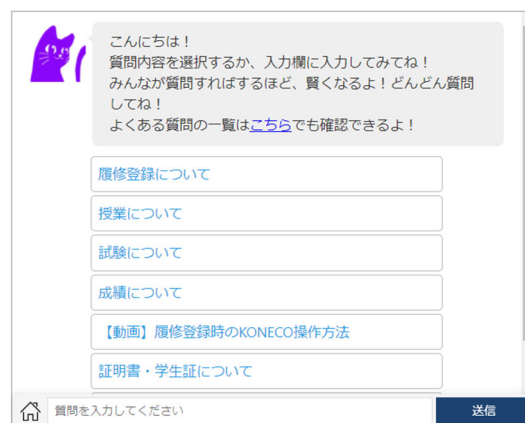 こんにちは！
質問内容を選択するか、入力欄に入力してみてね！
みんなが質問すればするほど、賢くなるよ！どんどん質問
してね！
よくある質問の一覧はこちらでも確認できるよ！
履修登録について
授業について
試験について
成績について
【動画】履修登録時のKONECO操作方法
証明書・学生証について
質問を入力してください
送信